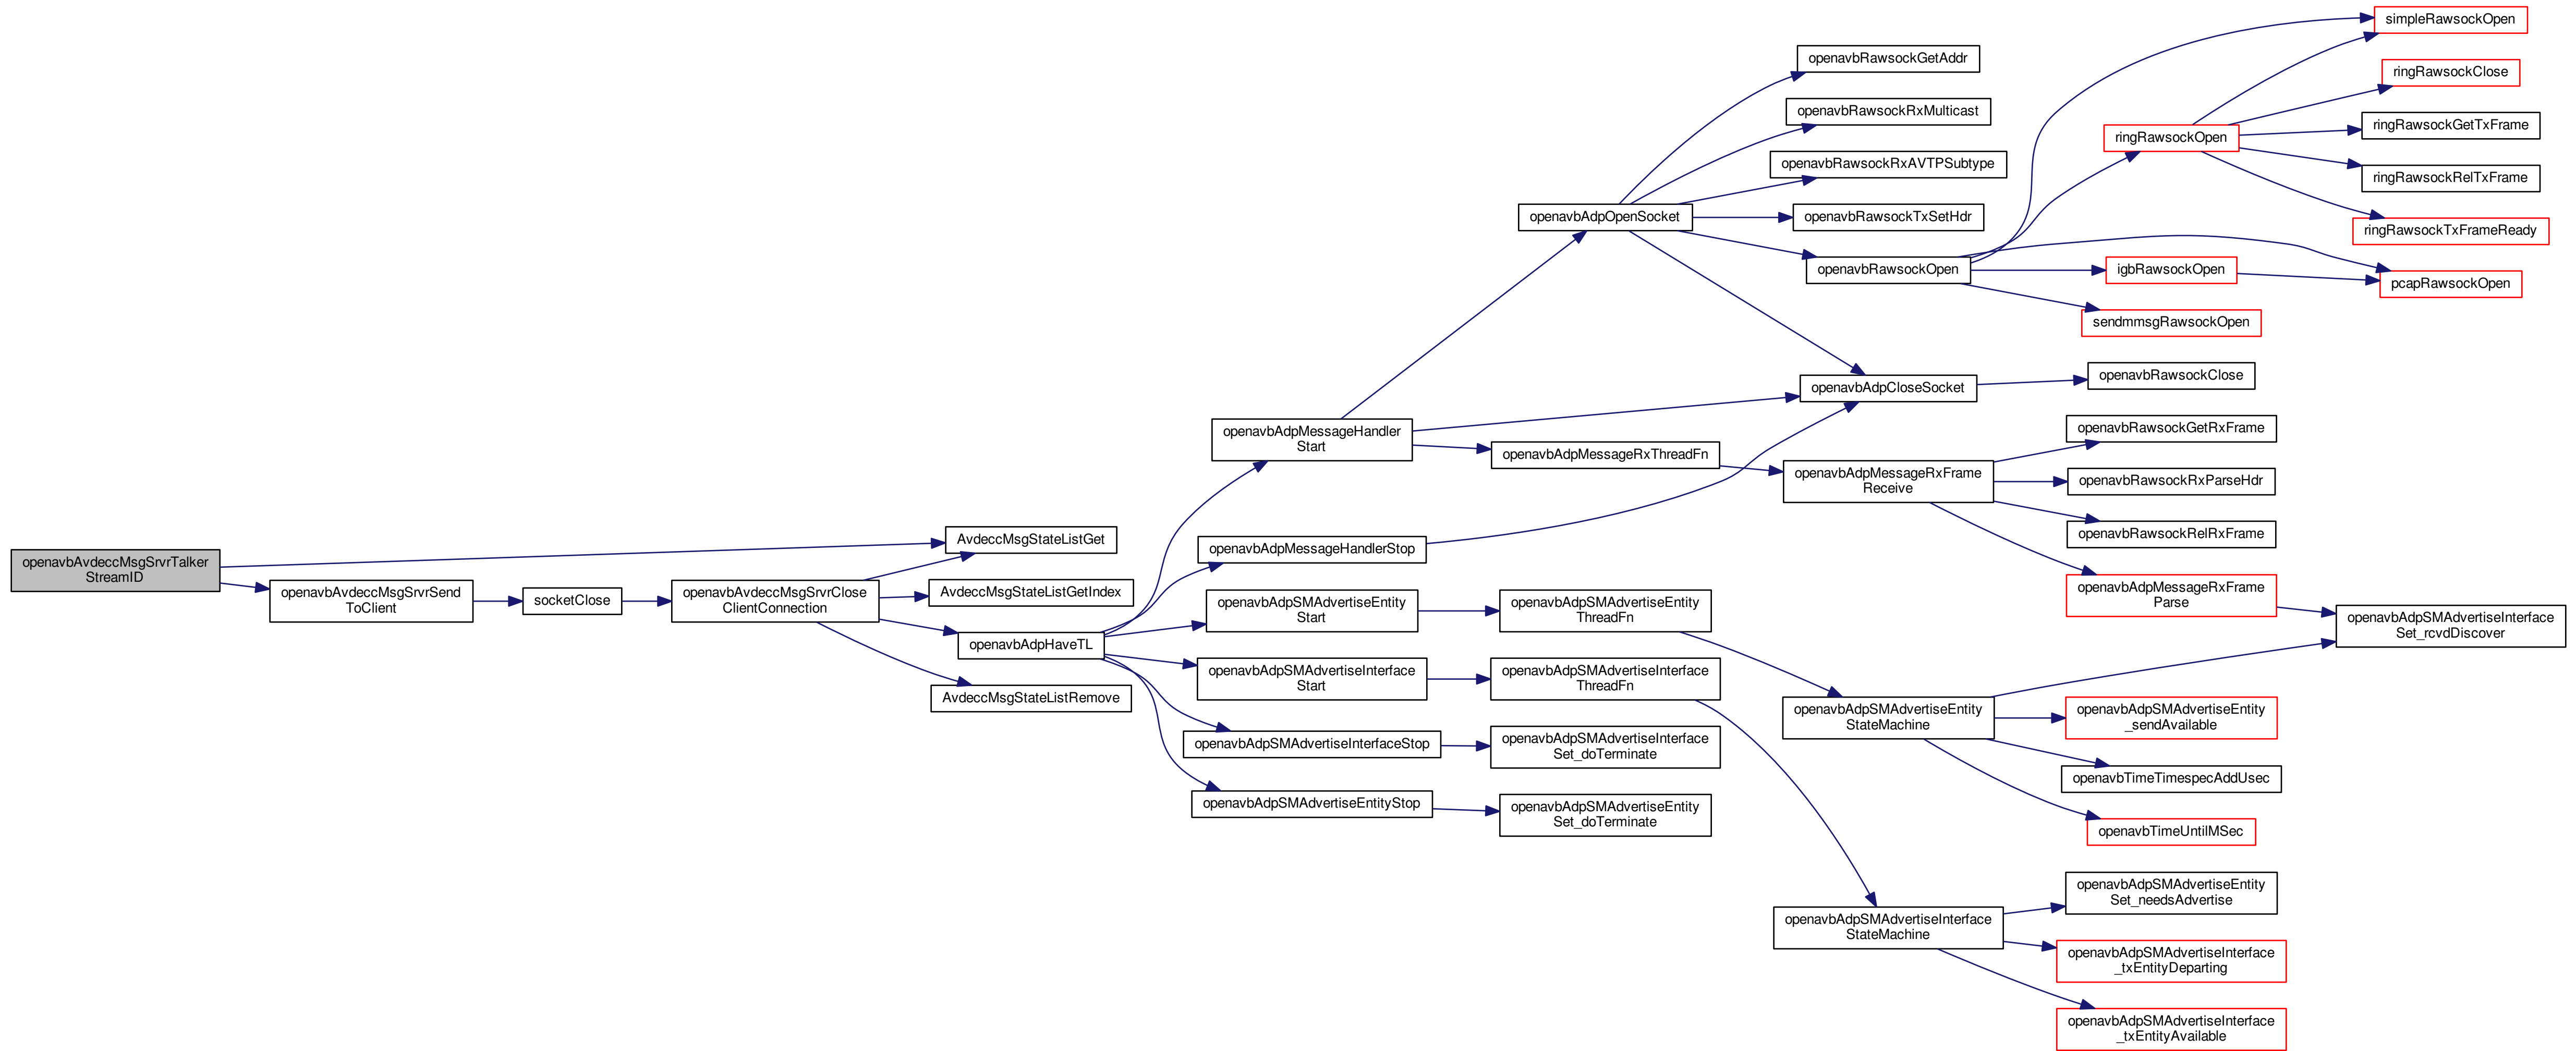 openavbAvdeccMsgSrvrTalker
StreamID
AvdeccMsgStateListGet
openavbAvdeccMsgSrvrSend
ToClient
socketClose
openavbAvdeccMsgSrvrClose
ClientConnection
AvdeccMsgStateListGetIndex
openavbAdpHaveTL
AvdeccMsgStateListRemove
openavbAdpMessageHandler
Start
openavbAdpMessageHandlerStop
openavbAdpSMAdvertiseEntity
Start
openavbAdpSMAdvertiseInterface
Start
openavbAdpSMAdvertiseInterfaceStop
openavbAdpSMAdvertiseEntityStop
openavbAdpOpenSocket
openavbAdpMessageRxThreadFn
openavbAdpSMAdvertiseEntity
ThreadFn
openavbAdpSMAdvertiseInterface
ThreadFn
openavbAdpSMAdvertiseInterface
Set_doTerminate
openavbAdpSMAdvertiseEntity
Set_doTerminate
openavbRawsockGetAddr
openavbRawsockRxMulticast
openavbRawsockRxAVTPSubtype
openavbRawsockTxSetHdr
openavbRawsockOpen
openavbAdpCloseSocket
openavbAdpMessageRxFrame
Receive
openavbAdpSMAdvertiseEntity
StateMachine
openavbAdpSMAdvertiseInterface
StateMachine
ringRawsockOpen
igbRawsockOpen
sendmmsgRawsockOpen
openavbRawsockClose
openavbRawsockGetRxFrame
openavbRawsockRxParseHdr
openavbRawsockRelRxFrame
openavbAdpMessageRxFrame
Parse
openavbAdpSMAdvertiseEntity
_sendAvailable
openavbTimeTimespecAddUsec
openavbTimeUntilMSec
openavbAdpSMAdvertiseEntity
Set_needsAdvertise
openavbAdpSMAdvertiseInterface
_txEntityDeparting
openavbAdpSMAdvertiseInterface
_txEntityAvailable
simpleRawsockOpen
ringRawsockClose
ringRawsockGetTxFrame
ringRawsockRelTxFrame
ringRawsockTxFrameReady
pcapRawsockOpen
openavbAdpSMAdvertiseInterface
Set_rcvdDiscover